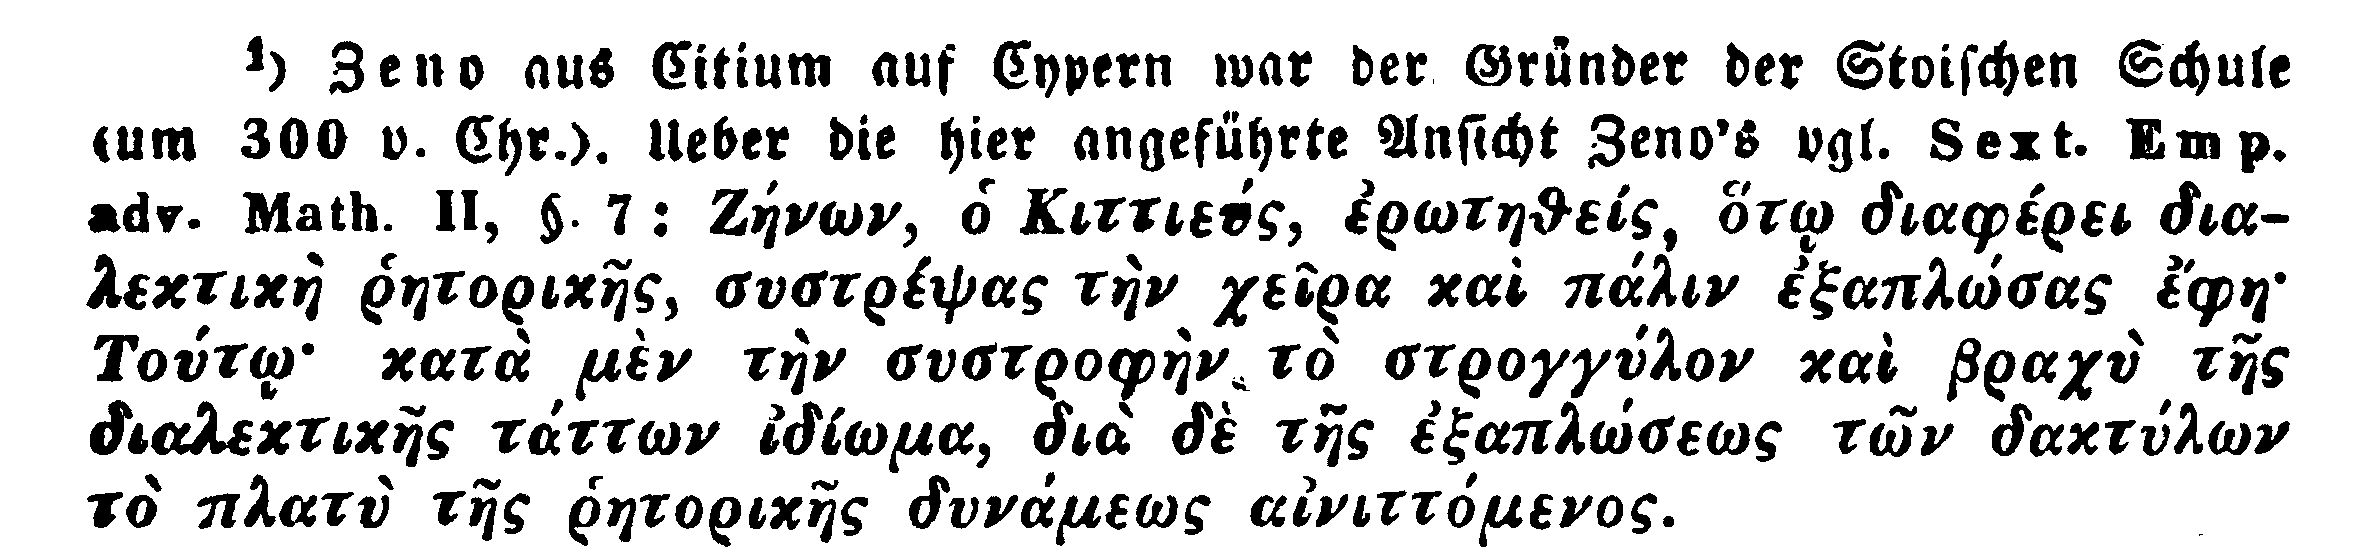 ¹) Zeno aus Citium auf Cypern war der Gründer der Stoischen Schule
(um 300 v. Chr.). Ueber die hier angeführte Ansicht Zeno's vgl. Sext. Emp.
adv. Math. II, §. 7: Ζήνων, ὁ Κιττιεύς, ἐρωτηθείς, ὅτῳ διαφέρει δια-
λεκτικὴ ῥητορικῆς, συστρέψας τὴν χεῖρα καὶ πάλιν ἐξαπλώσας ἔφη·
Τούτῳ· κατὰ μὲν τὴν συστροφὴν τὸ στρογγύλον καὶ βραχὺ τῆς
διαλεκτικῆς τάττων ἰδίωμα, διὰ δὲ τῆς ἐξαπλώσεως τῶν δακτύλων
τὸ πλατὺ τῆς ῥητορικῆς δυνάμεως αἰνιττόμενος.